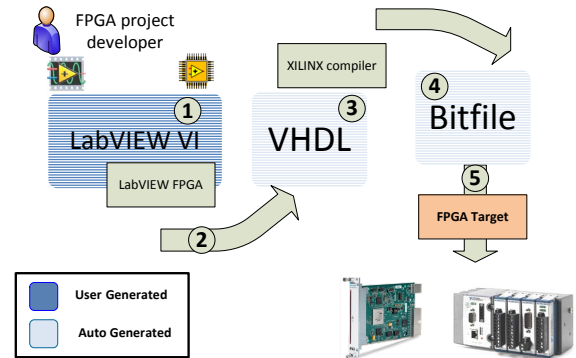 FPGA project
developer
XILINX compiler
1
LabVIEW VI
LabVIEW FPGA
2
3
VHDL
4
Bitfile
5
FPGA Target
User Generated
Auto Generated